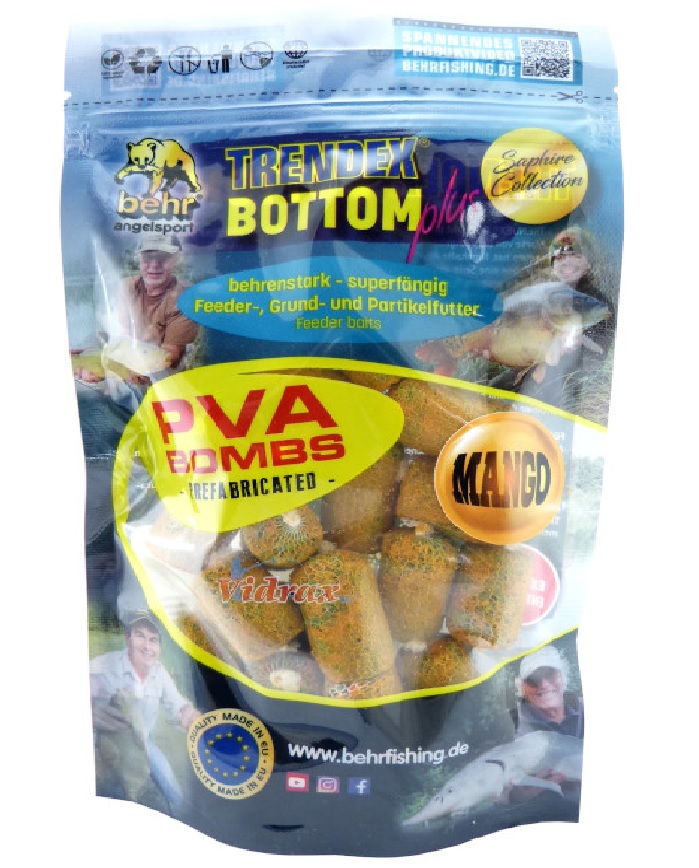 SPANNENDES
PRODUKTVIDEO
BEHRFISHING.DE
behr
angelsport
TRENDEX®
BOTTOM plus
Saphire
Collection
behrenstark - superfängig
Feeder-, Grund- und Partikelfutter
Feeder baits
PVA
BOMBS
- PREFABRICATED -
MANGO
Vidrax
QUALITY MADE IN EU
QUALITY MADE IN EU
www.behrfishing.de